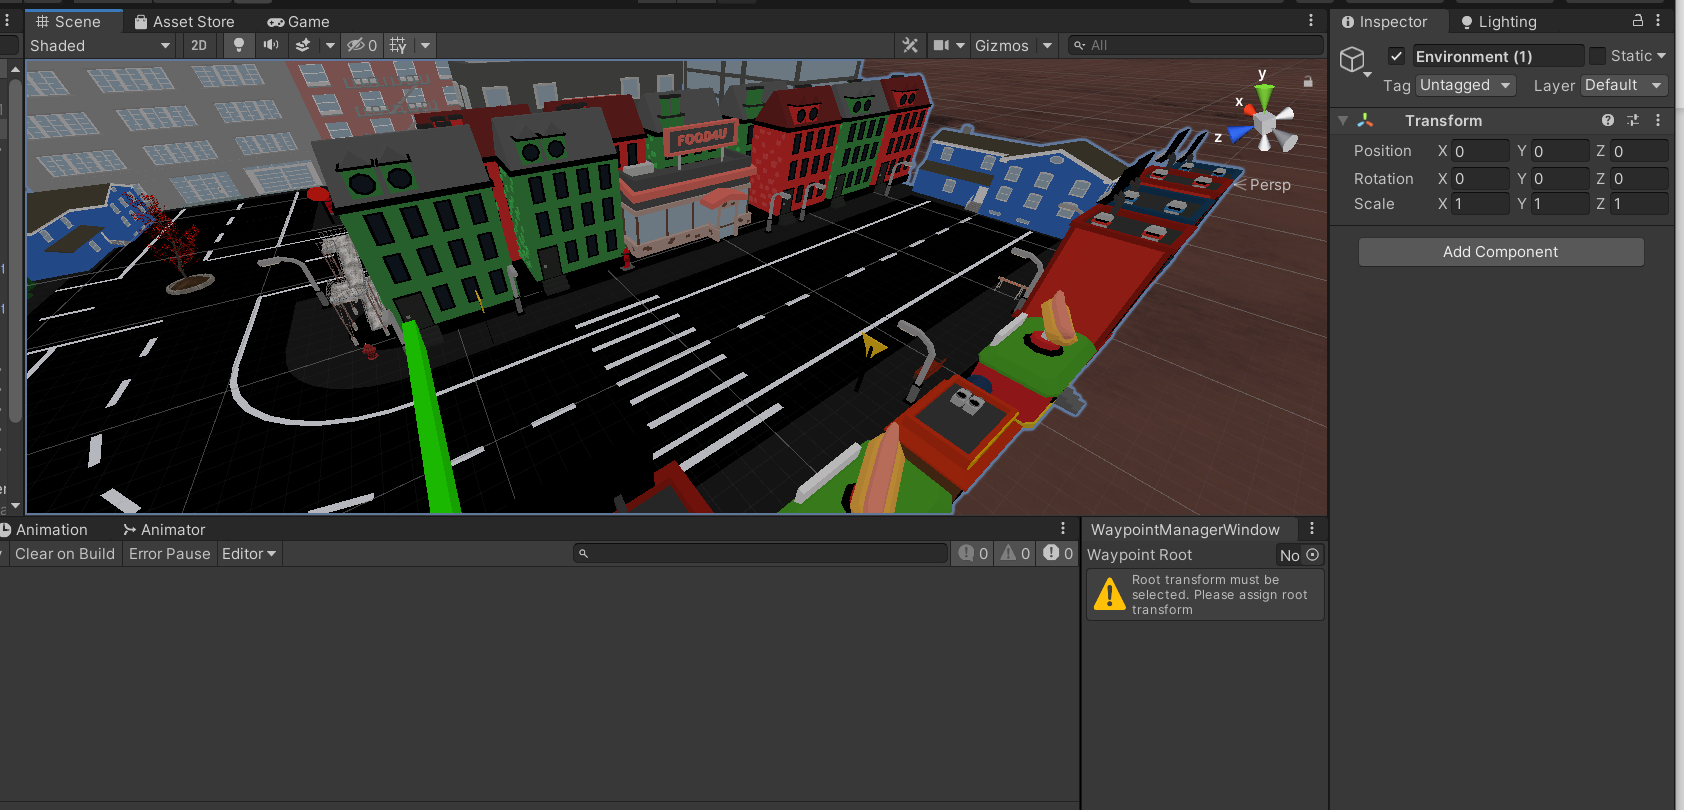 Scene
Asset Store
Game
Shaded
2D
0
Gizmos
All
y
x
z
Persp
FOOD4U
Inspector
Lighting
Environment (1)
Static
Tag Untagged
Layer Default
Transform
Position X 0 Y 0 Z 0
Rotation X 0 Y 0 Z 0
Scale X 1 Y 1 Z 1
Add Component
Animation
Animator
Clear on Build
Error Pause
Editor
0 0 0
WaypointManagerWindow
Waypoint Root No
Root transform must be
selected. Please assign root
transform